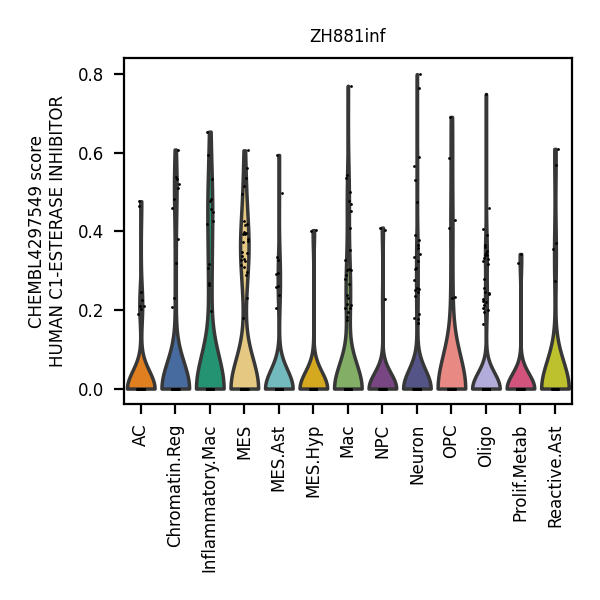 ZH881inf
CHEMBL4297549 score
HUMAN C1-ESTERASE INHIBITOR
0.8
0.6
0.4
0.2
0.0
AC
Chromatin.Reg
Inflammatory.Mac
MES
MES.Ast
MES.Hyp
Mac
NPC
Neuron
OPC
Oligo
Prolif.Metab
Reactive.Ast